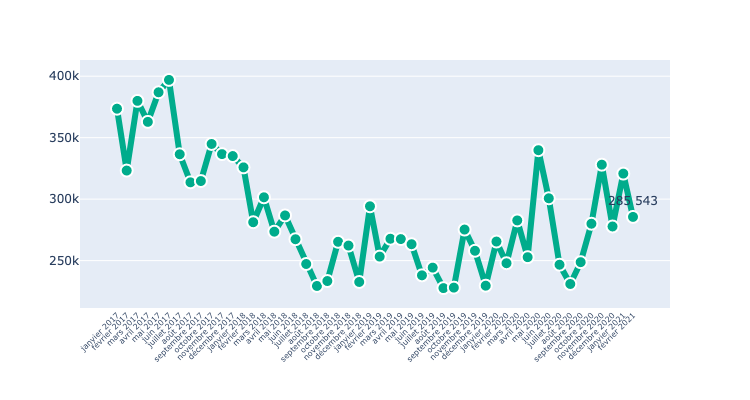 400k
350k
300k
250k
285 543
janvier 2017
février 2017
mars 2017
avril 2017
mai 2017
juin 2017
juillet 2017
août 2017
septembre 2017
octobre 2017
novembre 2017
décembre 2017
janvier 2018
février 2018
mars 2018
avril 2018
mai 2018
juin 2018
juillet 2018
août 2018
septembre 2018
octobre 2018
novembre 2018
décembre 2018
janvier 2019
février 2019
mars 2019
avril 2019
mai 2019
juin 2019
juillet 2019
août 2019
septembre 2019
octobre 2019
novembre 2019
décembre 2019
janvier 2020
février 2020
mars 2020
avril 2020
mai 2020
juin 2020
juillet 2020
août 2020
septembre 2020
octobre 2020
novembre 2020
décembre 2020
janvier 2021
février 2021